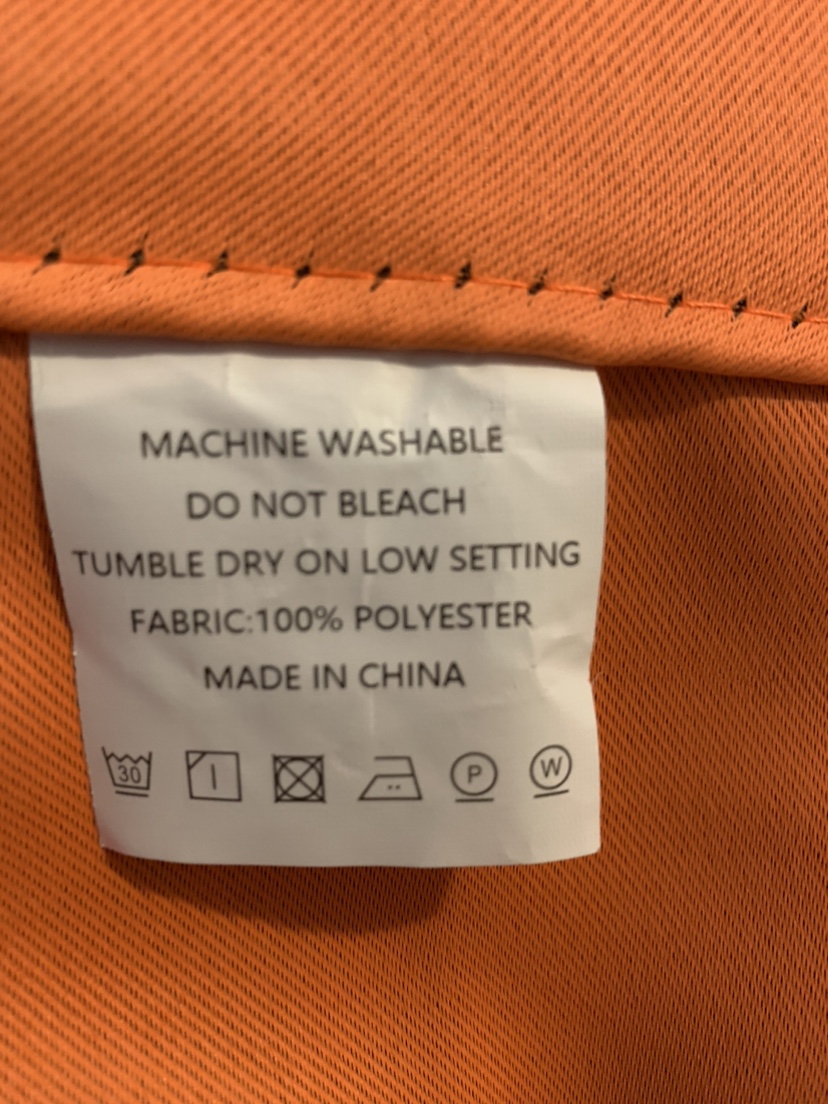 MACHINE WASHABLE
DO NOT BLEACH
TUMBLE DRY ON LOW SETTING
FABRIC:100% POLYESTER
MADE IN CHINA
30 P W